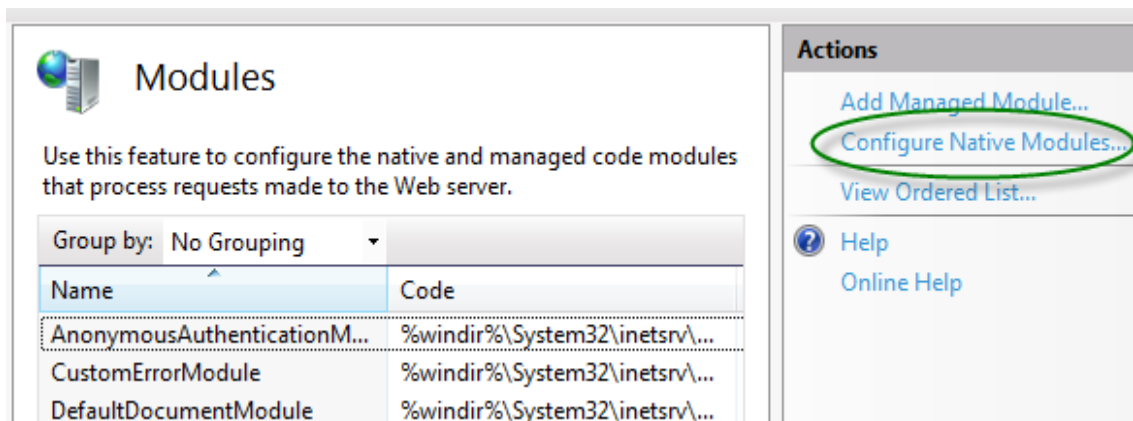 Modules
Use this feature to configure the native and managed code modules
that process requests made to the Web server.
Group by: No Grouping
Name Code
AnonymousAuthenticationM... %windir%\System32\inetsrv\...
CustomErrorModule %windir%\System32\inetsrv\...
DefaultDocumentModule %windir%\System32\inetsrv\...
Actions
Add Managed Module...
Configure Native Modules...
View Ordered List...
Help
Online Help